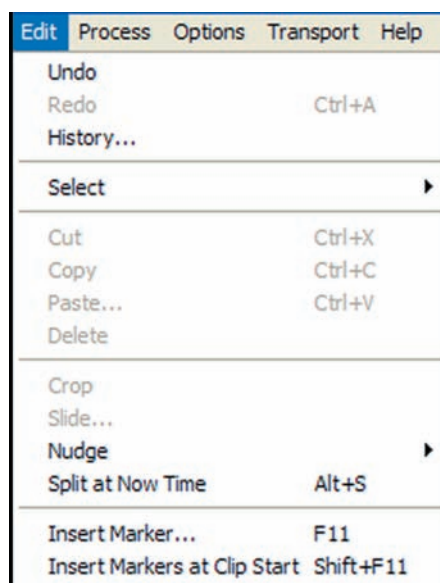 Edit Process Options Transport Help
Undo
Redo Ctrl+A
History...
Select
Cut Ctrl+X
Copy Ctrl+C
Paste... Ctrl+V
Delete
Crop
Slide...
Nudge
Split at Now Time Alt+S
Insert Marker... F11
Insert Markers at Clip Start Shift+F11